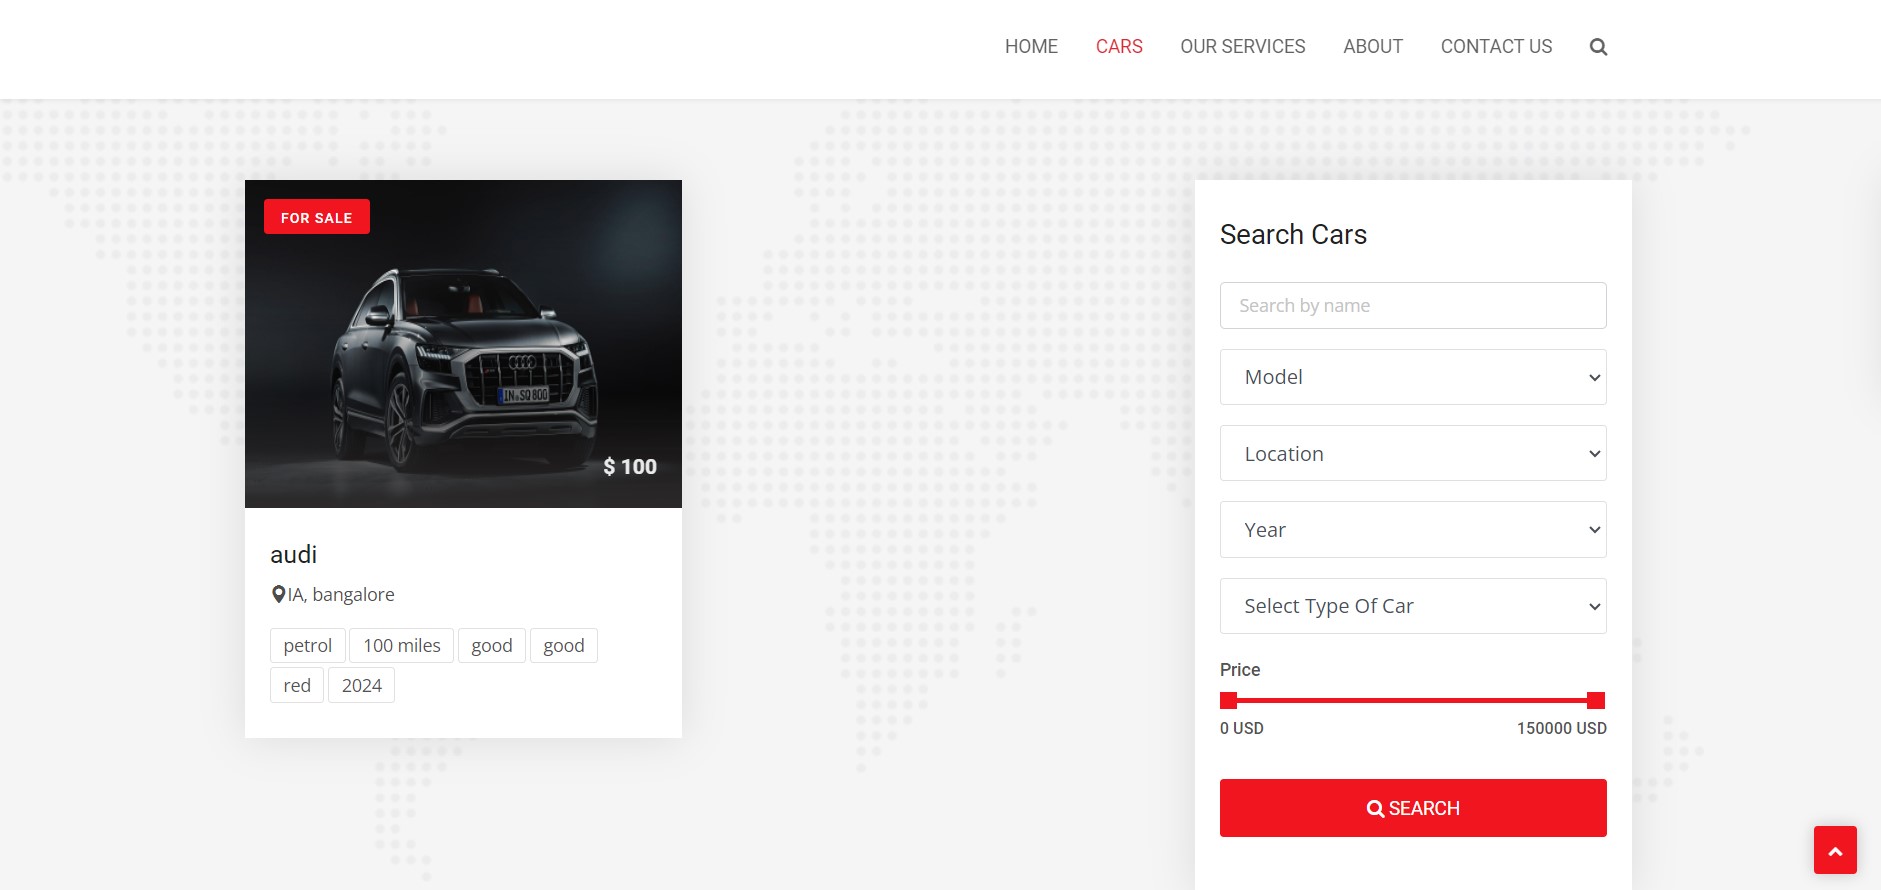 HOME CARS OUR SERVICES ABOUT CONTACT US
FOR SALE
IN SQ 800
$ 100
audi
IA, bangalore
petrol 100 miles good good
red 2024
Search Cars
Search by name
Model
Location
Year
Select Type Of Car
Price
0 USD 150000 USD
SEARCH